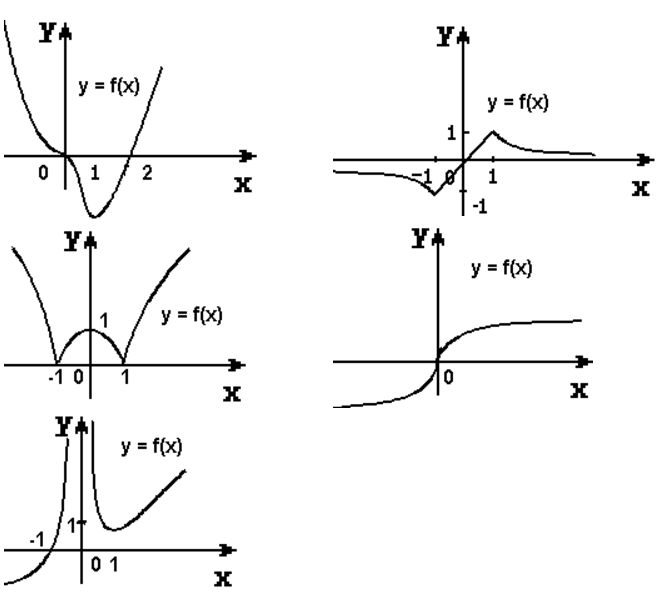 y
y = f(x)
0 1 2
x
y
y = f(x)
1
-1 0 1
-1
x
y
1
y = f(x)
-1 0 1
x
y
y = f(x)
0
x
y
y = f(x)
1
-1
0 1
x